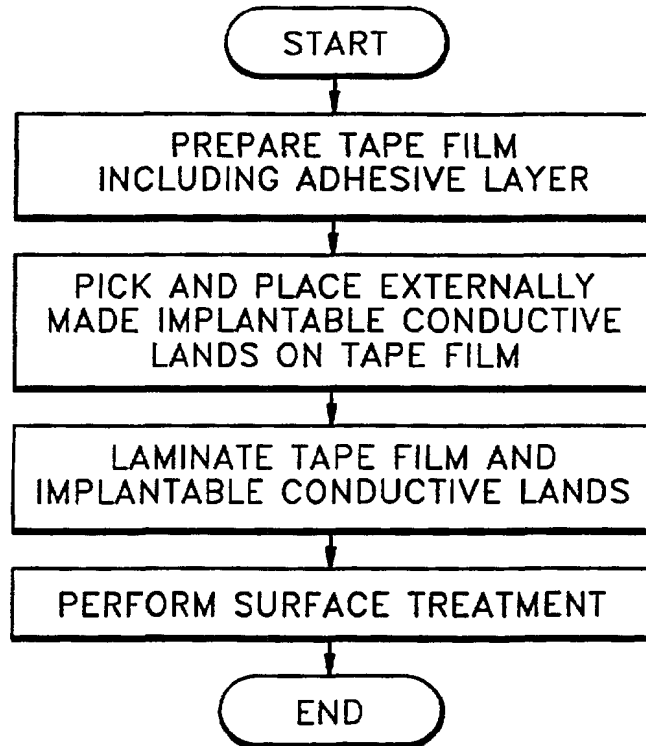 START
PREPARE TAPE FILM
INCLUDING ADHESIVE LAYER
PICK AND PLACE EXTERNALLY
MADE IMPLANTABLE CONDUCTIVE
LANDS ON TAPE FILM
LAMINATE TAPE FILM AND
IMPLANTABLE CONDUCTIVE LANDS
PERFORM SURFACE TREATMENT
END